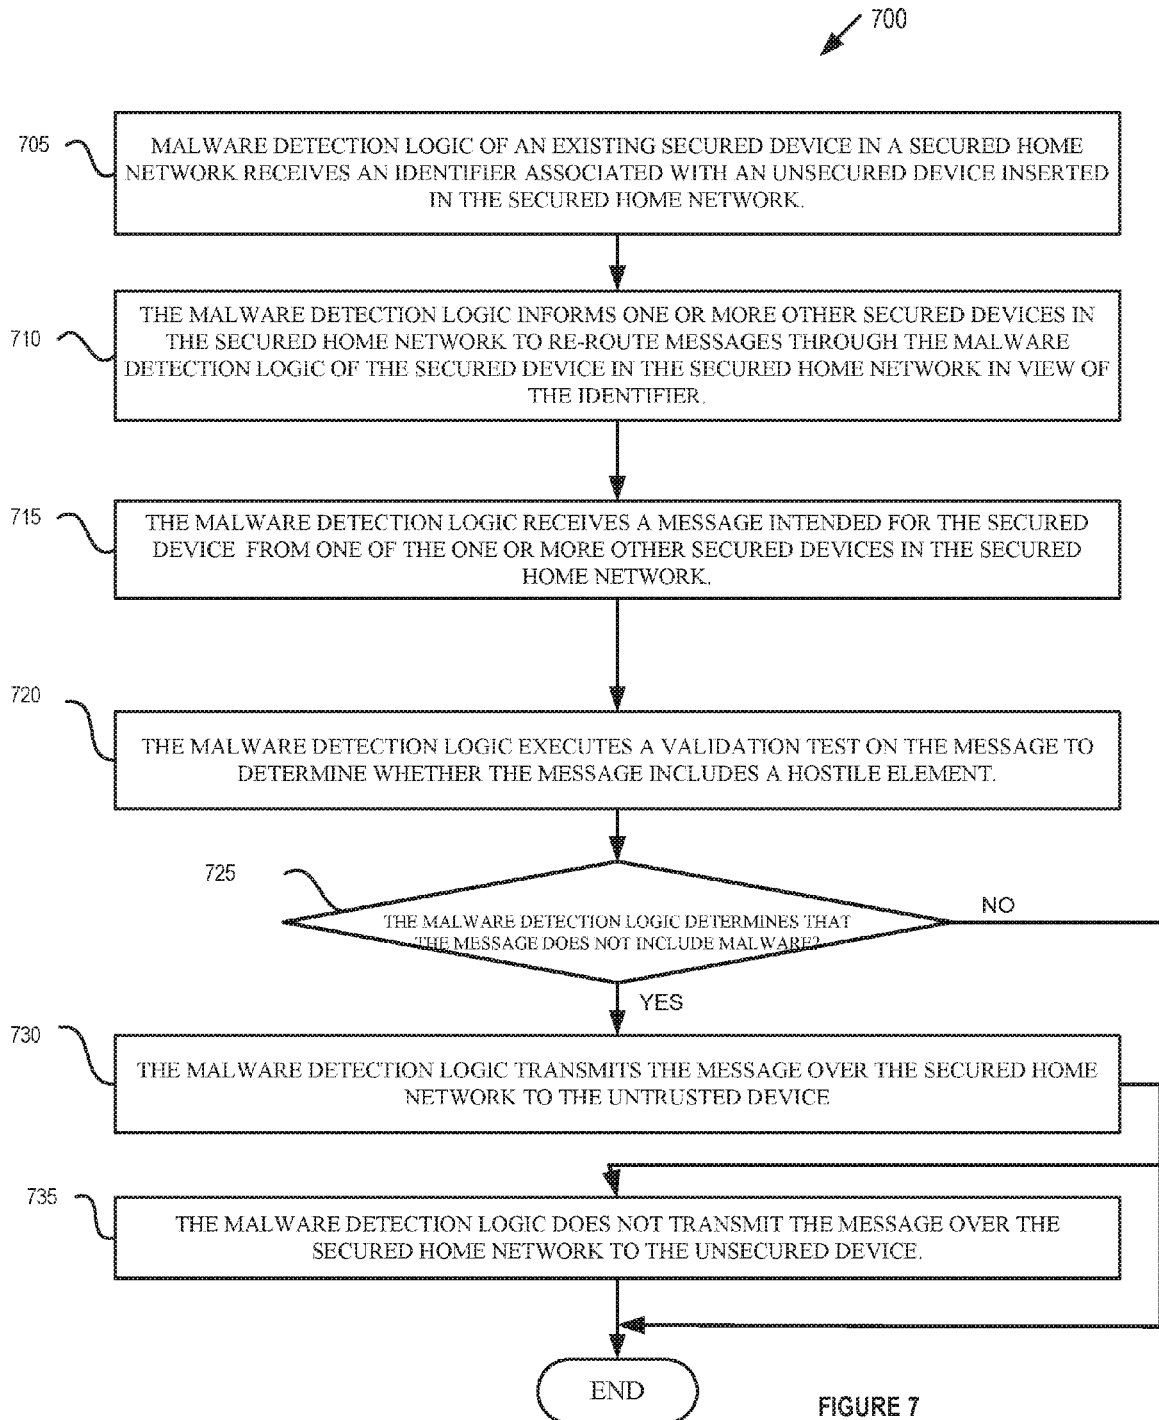 700
705
MALWARE DETECTION LOGIC OF AN EXISTING SECURED DEVICE IN A SECURED HOME
NETWORK RECEIVES AN IDENTIFIER ASSOCIATED WITH AN UNSECURED DEVICE INSERTED
IN THE SECURED HOME NETWORK.
710
THE MALWARE DETECTION LOGIC INFORMS ONE OR MORE OTHER SECURED DEVICES IN
THE SECURED HOME NETWORK TO RE-ROUTE MESSAGES THROUGH THE MALWARE
DETECTION LOGIC OF THE SECURED DEVICE IN THE SECURED HOME NETWORK IN VIEW OF
THE IDENTIFIER.
715
THE MALWARE DETECTION LOGIC RECEIVES A MESSAGE INTENDED FOR THE SECURED
DEVICE FROM ONE OF THE ONE OR MORE OTHER SECURED DEVICES IN THE SECURED
HOME NETWORK.
720
THE MALWARE DETECTION LOGIC EXECUTES A VALIDATION TEST ON THE MESSAGE TO
DETERMINE WHETHER THE MESSAGE INCLUDES A HOSTILE ELEMENT.
725
THE MALWARE DETECTION LOGIC DETERMINES THAT
THE MESSAGE DOES NOT INCLUDE MALWARE?
NO
YES
730
THE MALWARE DETECTION LOGIC TRANSMITS THE MESSAGE OVER THE SECURED HOME
NETWORK TO THE UNTRUSTED DEVICE
735
THE MALWARE DETECTION LOGIC DOES NOT TRANSMIT THE MESSAGE OVER THE
SECURED HOME NETWORK TO THE UNSECURED DEVICE.
END
FIGURE 7